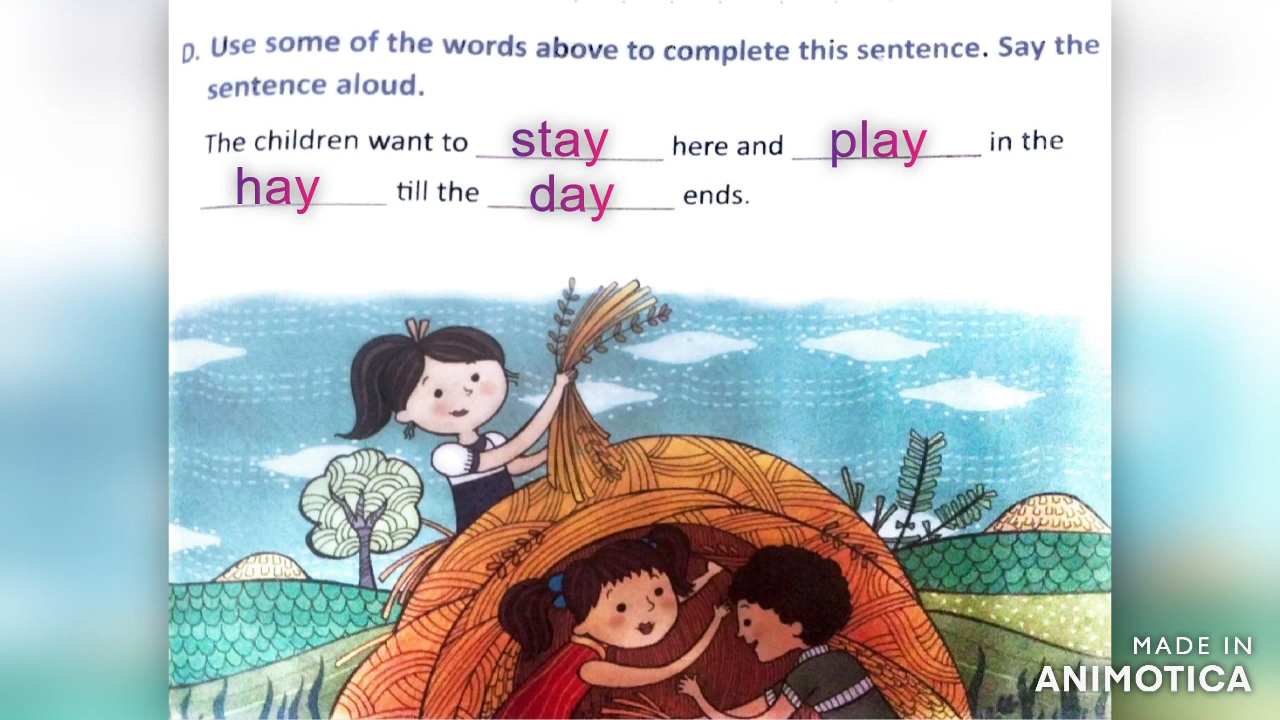 D. Use some of the words above to complete this sentence. Say the
sentence aloud.
The children want to stay here and play in the
hay till the day ends.
MADE IN
ANIMOTICA